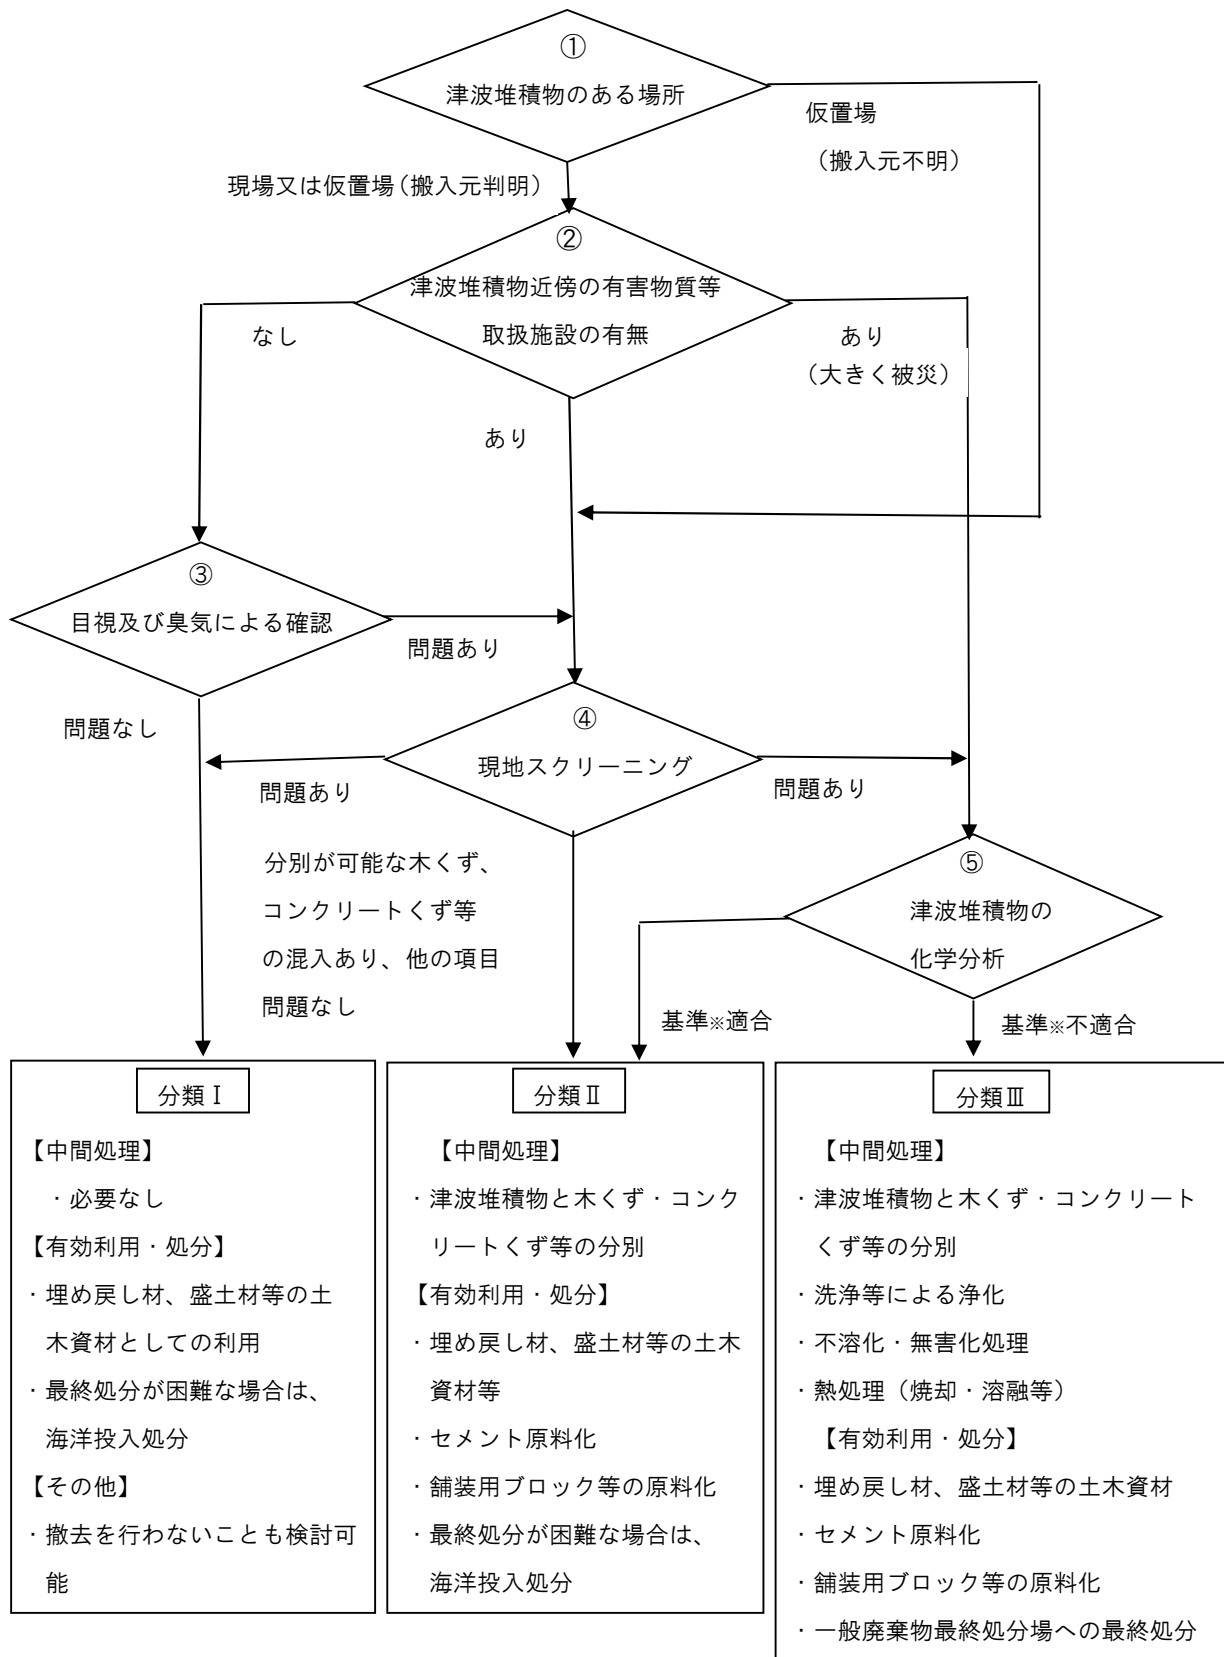 ①
津波堆積物のある場所
仮置場
（搬入元不明）
現場又は仮置場（搬入元判明）
②
津波堆積物近傍の有害物質等
取扱施設の有無
なし
あり
（大きく被災）
あり
③
目視及び臭気による確認
問題あり
問題なし
④
現地スクリーニング
問題あり
問題あり
分別が可能な木くず、
コンクリートくず等
の混入あり、他の項目
問題なし
⑤
津波堆積物の
化学分析
基準※適合
基準※不適合
分類Ⅰ
【中間処理】
・必要なし
【有効利用・処分】
・埋め戻し材、盛土材等の土
木資材としての利用
・最終処分が困難な場合は、
海洋投入処分
【その他】
・撤去を行わないことも検討可
能
分類Ⅱ
【中間処理】
・津波堆積物と木くず・コンク
リートくず等の分別
【有効利用・処分】
・埋め戻し材、盛土材等の土木
資材等
・セメント原料化
・舗装用ブロック等の原料化
・最終処分が困難な場合は、
海洋投入処分
分類Ⅲ
【中間処理】
・津波堆積物と木くず・コンクリート
くず等の分別
・洗浄等による浄化
・不溶化・無害化処理
・熱処理（焼却・溶融等）
【有効利用・処分】
・埋め戻し材、盛土材等の土木資材
・セメント原料化
・舗装用ブロック等の原料化
・一般廃棄物最終処分場への最終処分